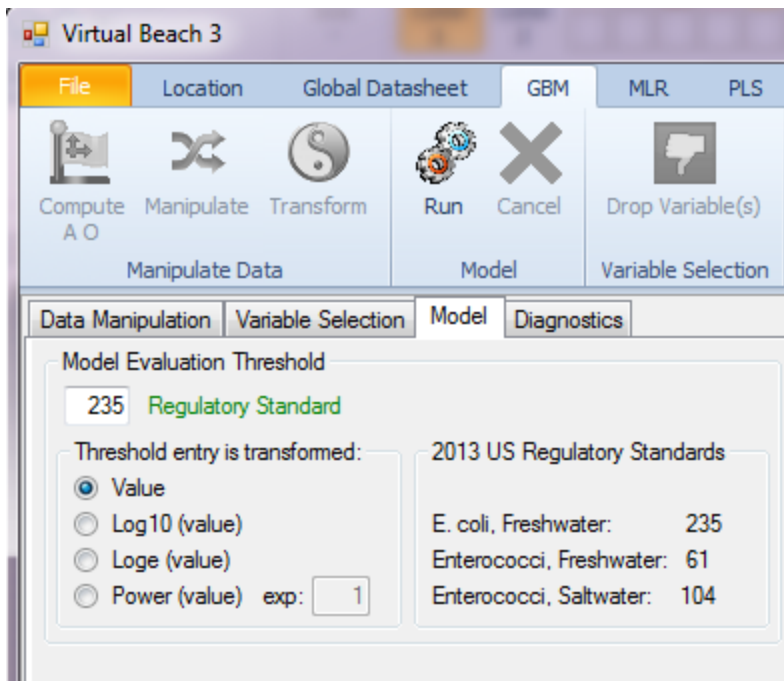 Virtual Beach 3
File Location Global Datasheet GBM MLR PLS
Compute Manipulate Transform Run Cancel Drop Variable(s)
A O
Manipulate Data Model Variable Selection
Data Manipulation Variable Selection Model Diagnostics
Model Evaluation Threshold
235 Regulatory Standard
Threshold entry is transformed:
Value
Log10 (value)
Loge (value)
Power (value) exp: 1
2013 US Regulatory Standards
E. coli, Freshwater: 235
Enterococci, Freshwater: 61
Enterococci, Saltwater: 104